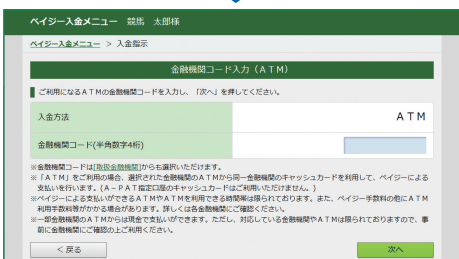 ペイジー入金メニュー 競馬 太郎様
ペイジー入金メニュー > 入金指示
金融機関コード入力(ATM)
ご利用になるATMの金融機関コードを入力し、「次へ」を押してください。
入金方法
ATM
金融機関コード(半角数字4桁)
※金融機関コードは[取扱金融機関]からも選択いただけます。
※「ATM」をご利用の場合、選択された金融機関のATMから同一金融機関のキャッシュカードを利用して、ペイジーによる
支払いを行います。(A-PAT指定口座のキャッシュカードはご利用いただけません。)
※ペイジーによる支払いができるATMやATMを利用できる時間帯は限られております。また、ペイジー手数料の他にATM
利用手数料等がかかる場合があります。詳しくは各金融機関にご確認ください。
※一部金融機関のATMからは現金で支払いができます。ただし、対応している金融機関やATMは限られておりますので、事
前に金融機関にご確認の上ご利用ください。
< 戻る
次へ